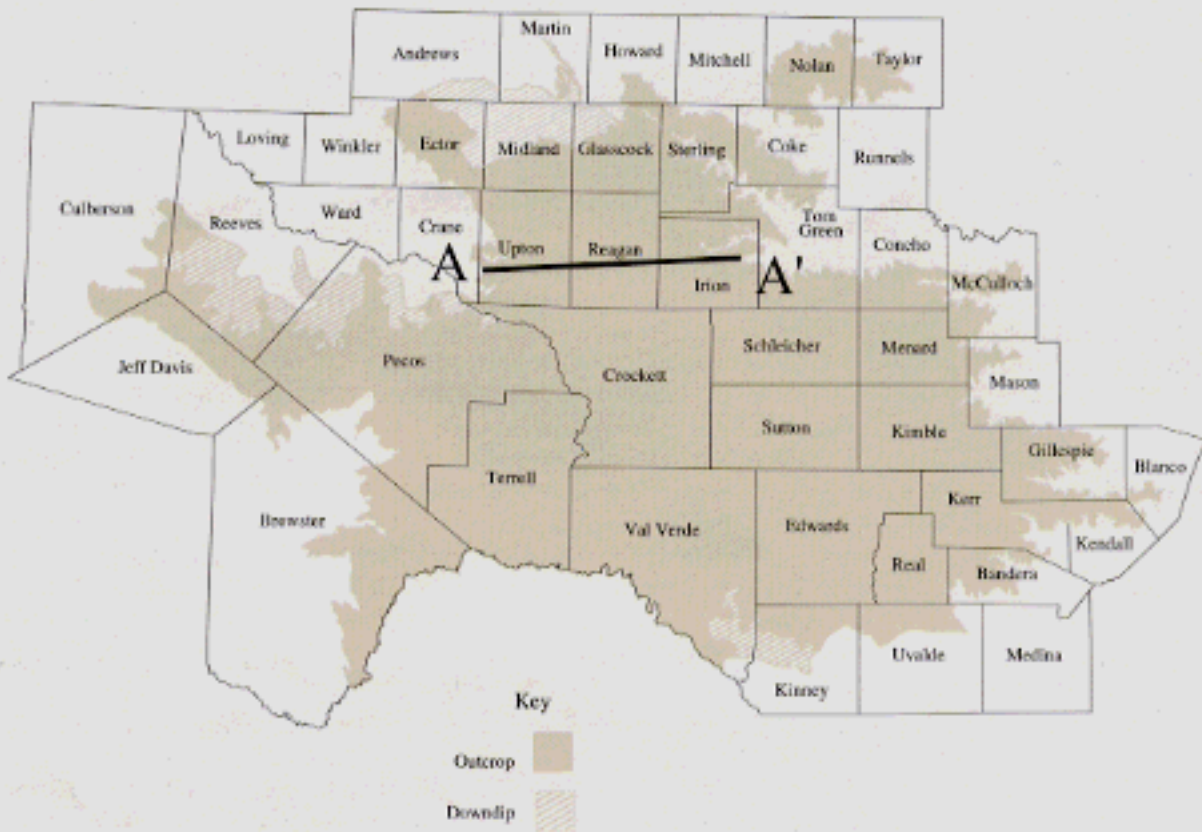 Martin
Andrews
Howard
Mitchell
Nolan
Taylor
Loving
Winkler
Ector
Midland
Glasscock
Sterling
Coke
Runnels
Culberson
Reeves
Ward
Crane
Upton
Reagan
Tom
Green
Concho
A
A'
Irion
McCulloch
Jeff Davis
Pecos
Crockett
Schleicher
Menard
Mason
Sutton
Kimble
Gillespie
Blanco
Terrell
Brewster
Val Verde
Edwards
Kerr
Kendall
Real
Bandera
Kinney
Uvalde
Medina
Key
Outcrop
Downdip